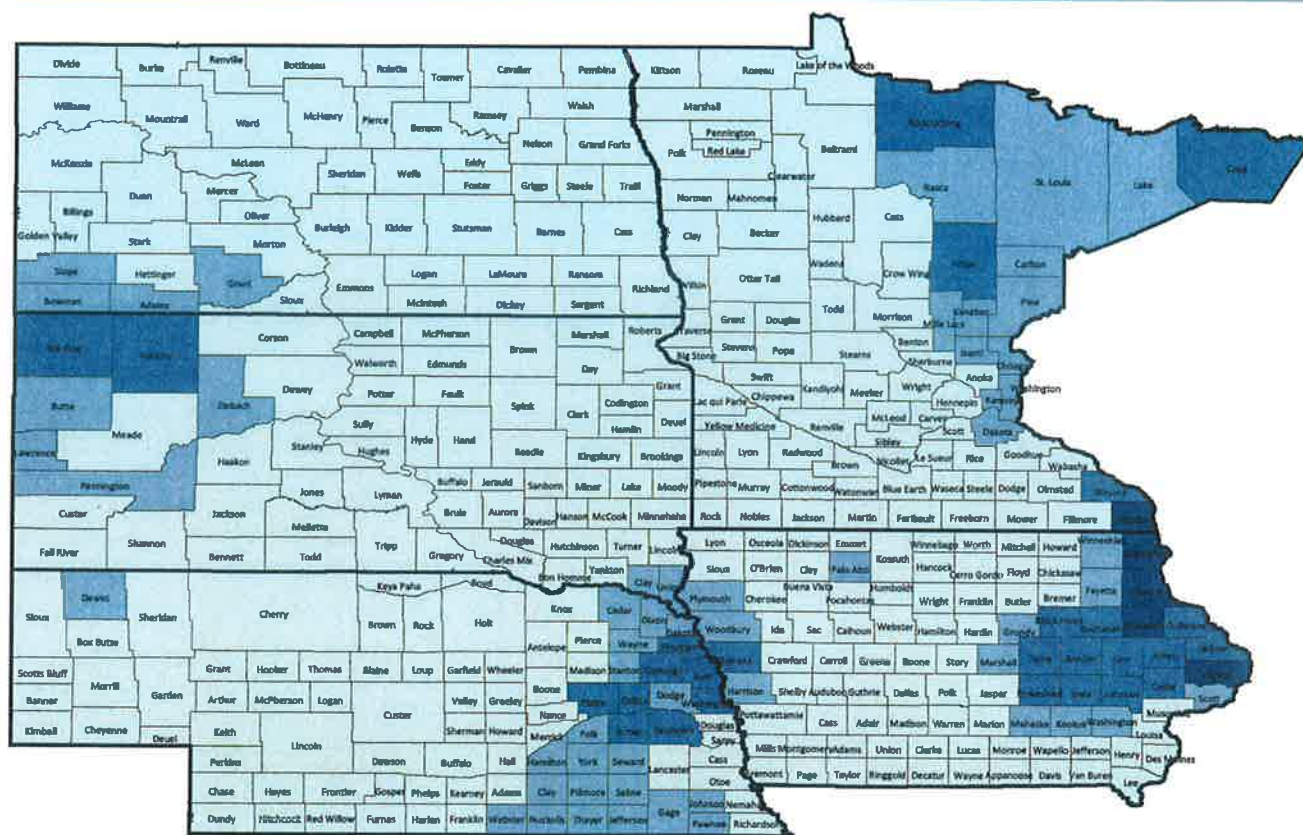 Divide
Burke
Renville
Bottineau
Rolette
Towner
Cavalier
Pembina
Kittson
Roseau
Lake of the Woods
Williams
Mountrail
Ward
McHenry
Pierce
Benson
Ramsey
Walsh
Marshall
Koochiching
Pennington
Red Lake
Polk
Beltrami
Clearwater
Cook
McKenzie
McLean
Sheridan
Wells
Eddy
Foster
Nelson
Grand Forks
Griggs
Steele
Traill
Norman
Mahnomen
Itasca
St. Louis
Lake
Dunn
Mercer
Oliver
Billings
Golden Valley
Stark
Morton
Burleigh
Kidder
Stutsman
Barnes
Cass
Clay
Becker
Hubbard
Cass
Wadena
Crow Wing
Aitkin
Carlton
Slope
Hettinger
Grant
Sioux
Bowman
Adams
Emmons
Logan
LaMoure
Ransom
McIntosh
Dickey
Sargent
Richland
Wilkin
Otter Tail
Todd
Morrison
Mille Lacs
Kanabec
Pine
Harding
Corson
Campbell
McPherson
Walworth
Edmunds
Brown
Marshall
Roberts
Day
Traverse
Grant
Douglas
Stevens
Pope
Big Stone
Stearns
Benton
Sherburne
Isanti
Chisago
Anoka
Washington
Butte
Ziebach
Dewey
Potter
Faulk
Spink
Clark
Codington
Grant
Hamlin
Deuel
Swift
Kandiyohi
Meeker
Wright
Hennepin
Ramsey
Lac qui Parle
Chippewa
Yellow Medicine
Renville
McLeod
Carver
Scott
Dakota
Meade
Lawrence
Sully
Hughes
Stanley
Hyde
Hand
Beadle
Kingsbury
Brookings
Lincoln
Lyon
Redwood
Brown
Sibley
Nicollet
Le Sueur
Rice
Goodhue
Wabasha
Pennington
Haakon
Jones
Lyman
Buffalo
Jerauld
Sanborn
Miner
Lake
Moody
Pipestone
Murray
Cottonwood
Watonwan
Blue Earth
Waseca
Steele
Dodge
Olmsted
Winona
Custer
Jackson
Mellette
Brule
Aurora
Davison
Hanson
McCook
Minnehaha
Rock
Nobles
Jackson
Martin
Faribault
Freeborn
Mower
Fillmore
Fall River
Shannon
Bennett
Todd
Tripp
Gregory
Charles Mix
Douglas
Hutchinson
Turner
Lincoln
Bon Homme
Yankton
Clay
Union
Lyon
Osceola
Dickinson
Emmet
Kossuth
Winnebago
Worth
Mitchell
Howard
Winneshiek
Sioux
O'Brien
Clay
Palo Alto
Hancock
Cerro Gordo
Floyd
Chickasaw
Sioux
Dawes
Sheridan
Box Butte
Cherry
Keya Paha
Boyd
Brown
Rock
Holt
Knox
Cedar
Dixon
Dakota
Plymouth
Cherokee
Buena Vista
Pocahontas
Humboldt
Wright
Franklin
Butler
Bremer
Fayette
Antelope
Pierce
Wayne
Woodbury
Ida
Sac
Calhoun
Webster
Hamilton
Hardin
Grundy
Black Hawk
Buchanan
Dubuque
Scotts Bluff
Banner
Kimball
Morrill
Cheyenne
Garden
Deuel
Grant
Hooker
Thomas
Blaine
Loup
Garfield
Wheeler
Madison
Stanton
Cuming
Monona
Crawford
Carroll
Greene
Boone
Story
Marshall
Tama
Benton
Linn
Jones
Jackson
Arthur
McPherson
Logan
Custer
Valley
Greeley
Boone
Nance
Platte
Colfax
Dodge
Washington
Harrison
Shelby
Audubon
Guthrie
Dallas
Polk
Jasper
Poweshiek
Iowa
Johnson
Cedar
Scott
Keith
Lincoln
Sherman
Howard
Merrick
Polk
Butler
Saunders
Douglas
Sarpy
Pottawattamie
Cass
Adair
Madison
Warren
Marion
Mahaska
Keokuk
Washington
Louisa
Perkins
Dawson
Buffalo
Hall
Hamilton
York
Seward
Lancaster
Cass
Otoe
Mills
Montgomery
Adams
Union
Clarke
Lucas
Monroe
Wapello
Jefferson
Henry
Des Moines
Chase
Hayes
Frontier
Gosper
Phelps
Kearney
Adams
Clay
Fillmore
Saline
Johnson
Nemaha
Fremont
Page
Taylor
Ringgold
Decatur
Wayne
Appanoose
Davis
Van Buren
Lee
Dundy
Hitchcock
Red Willow
Furnas
Harlan
Franklin
Webster
Nuckolls
Thayer
Jefferson
Gage
Pawnee
Richardson